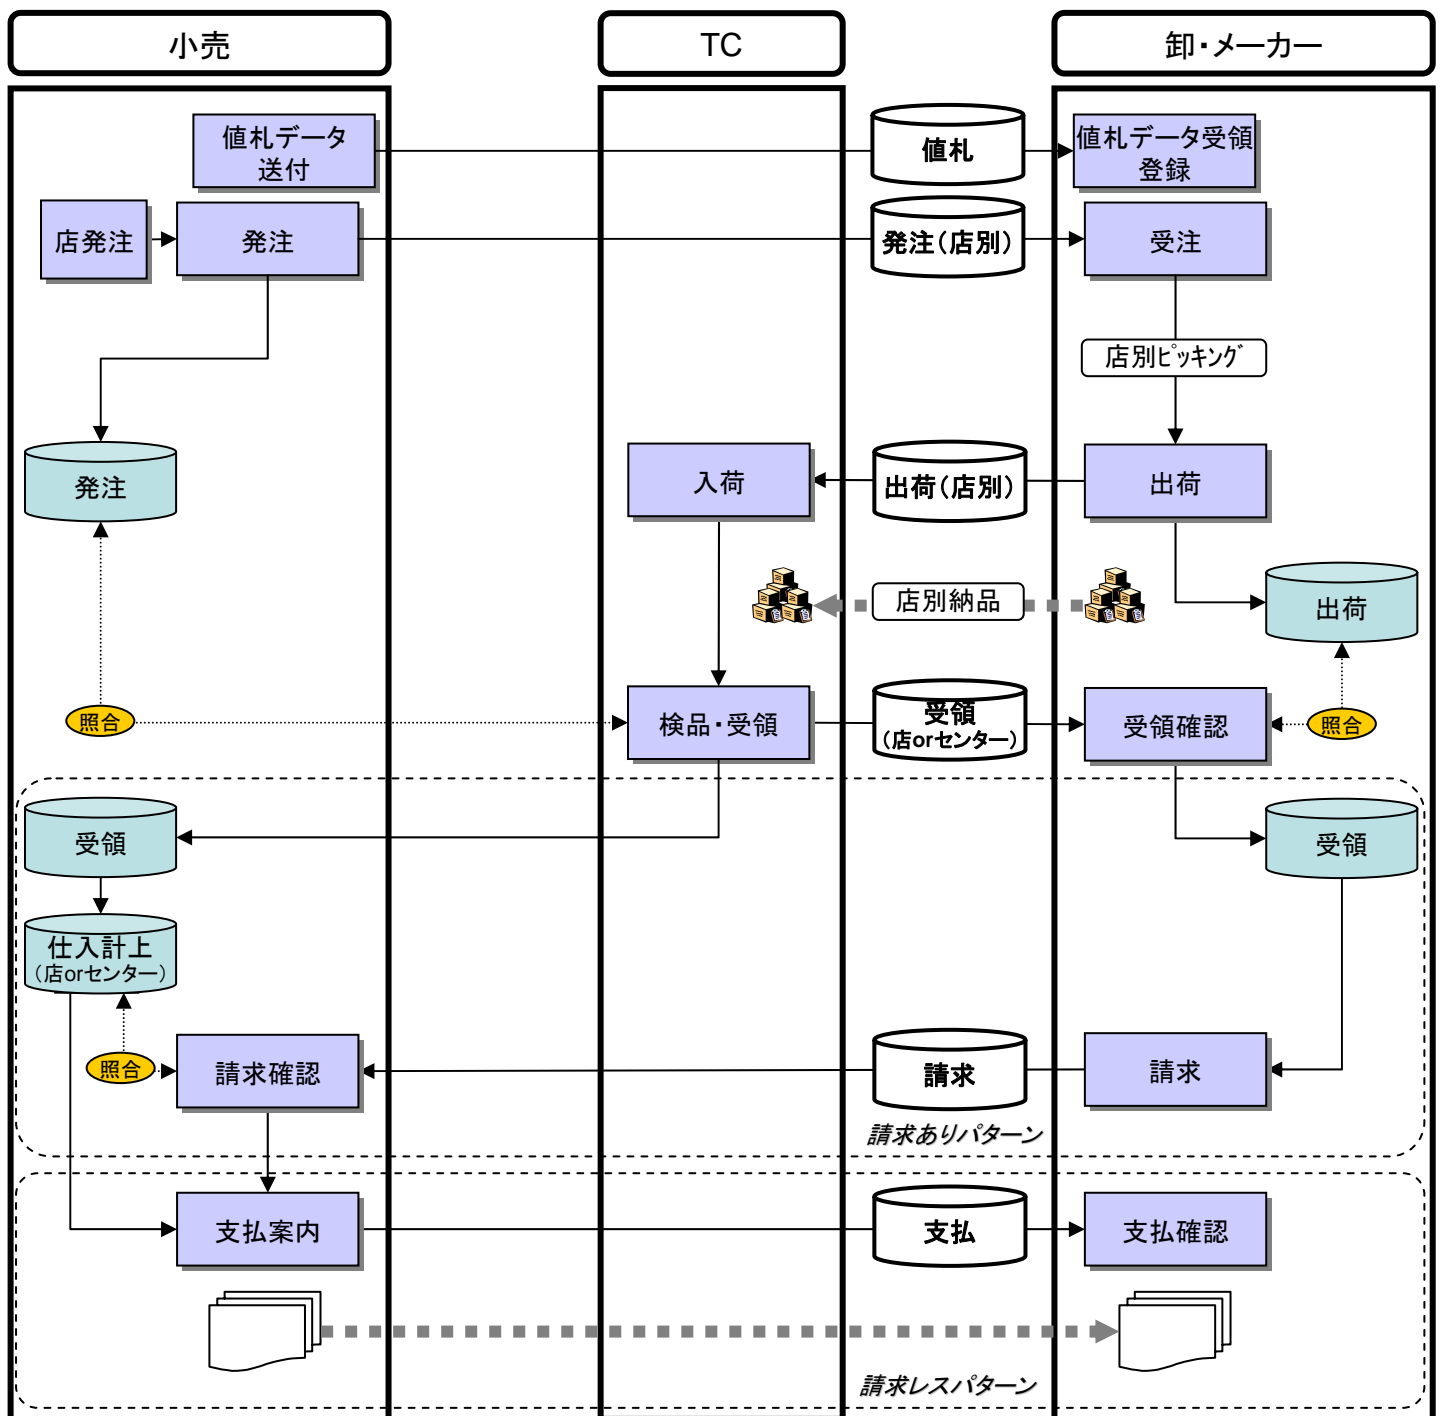 小売
TC
卸・メーカー
値札データ
送付
値札
値札データ受領
登録
店発注
発注
発注（店別）
受注
店別ﾋﾟｯｷﾝｸﾞ
発注
入荷
出荷（店別）
出荷
店別納品
出荷
照合
検品・受領
受領
（店orセンター）
受領確認
照合
受領
受領
仕入計上
（店orセンター）
照合
請求確認
請求
請求
請求ありパターン
支払案内
支払
支払確認
請求レスパターン